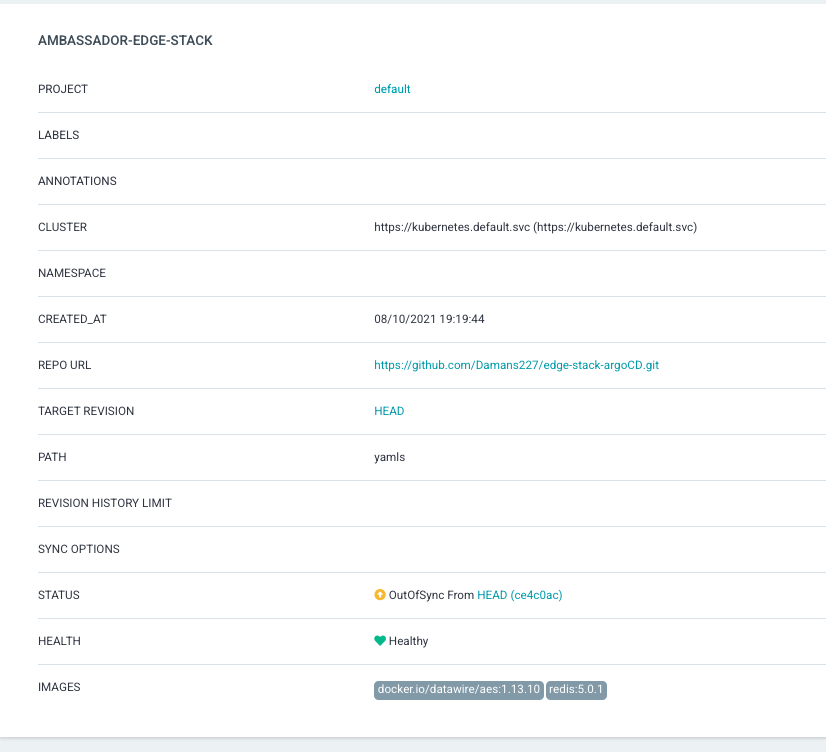 AMBASSADOR-EDGE-STACK
PROJECT default
LABELS
ANNOTATIONS
CLUSTER https://kubernetes.default.svc (https://kubernetes.default.svc)
NAMESPACE
CREATED_AT 08/10/2021 19:19:44
REPO URL https://github.com/Damans227/edge-stack-argoCD.git
TARGET REVISION HEAD
PATH yamls
REVISION HISTORY LIMIT
SYNC OPTIONS
STATUS OutOfSync From HEAD (ce4c0ac)
HEALTH Healthy
IMAGES docker.io/datawire/aes:1.13.10 redis:5.0.1